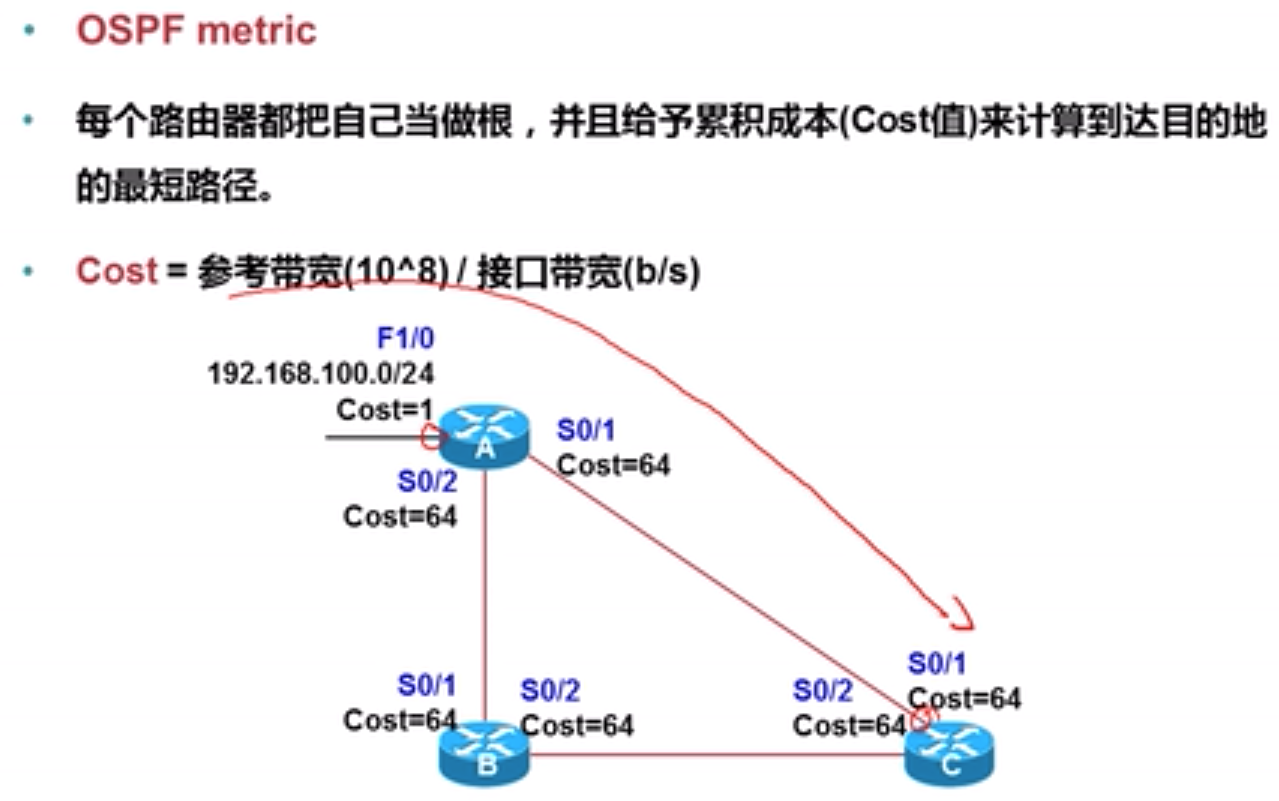 OSPF metric
每个路由器都把自己当做根，并且给予累积成本(Cost值)来计算到达目的地
的最短路径。
Cost = 参考带宽(10^8) / 接口带宽(b/s)
F1/0
192.168.100.0/24
Cost=1
A
S0/1
Cost=64
S0/2
Cost=64
S0/1
Cost=64
S0/2
Cost=64
S0/2
Cost=64
S0/1
Cost=64
B
C